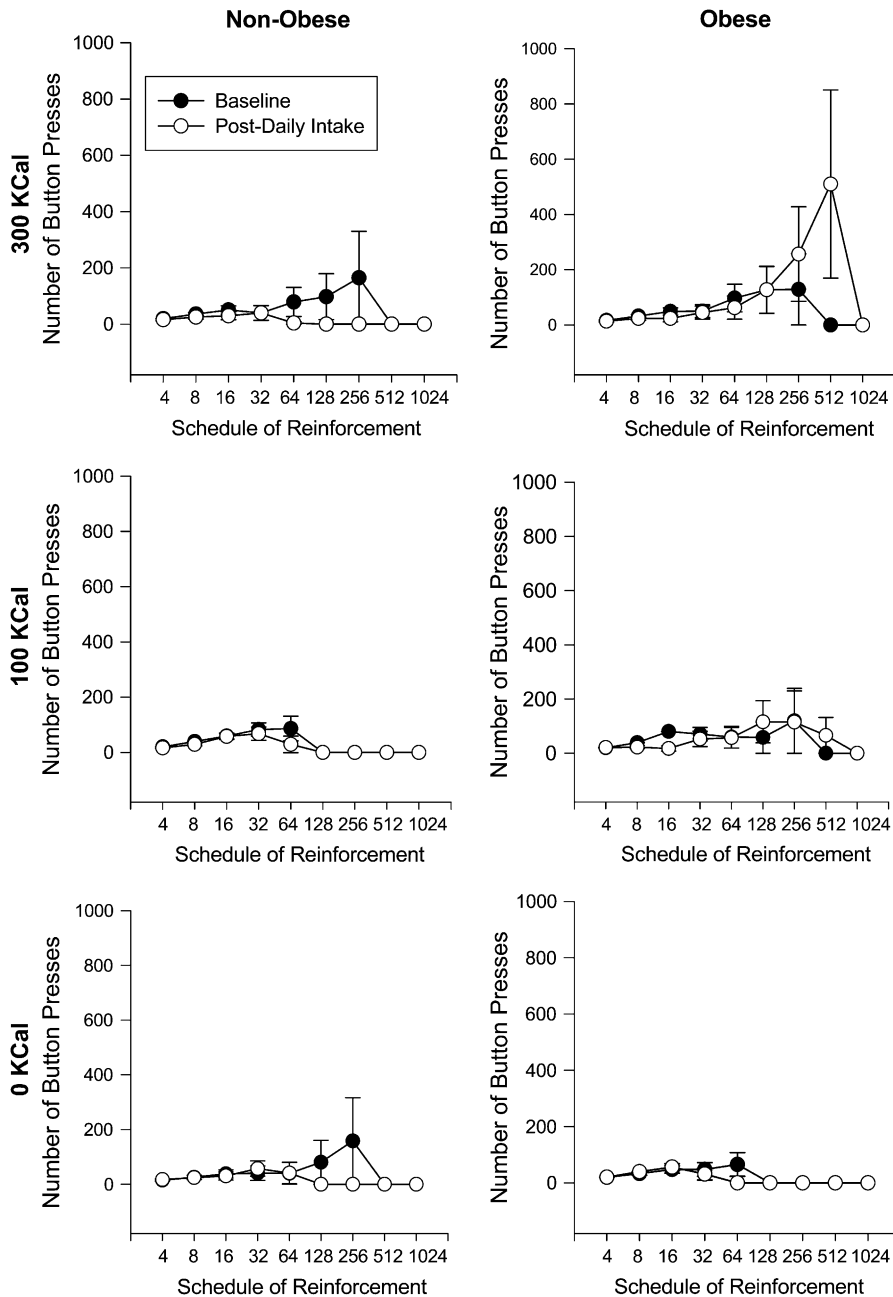 Non-Obese
Obese
300 KCal
Number of Button Presses
1000
800
600
400
200
0
Baseline
Post-Daily Intake
4 8 16 32 64 128 256 512 1024
Schedule of Reinforcement
Number of Button Presses
1000
800
600
400
200
0
4 8 16 32 64 128 256 512 1024
Schedule of Reinforcement
100 KCal
Number of Button Presses
1000
800
600
400
200
0
4 8 16 32 64 128 256 512 1024
Schedule of Reinforcement
Number of Button Presses
1000
800
600
400
200
0
4 8 16 32 64 128 256 512 1024
Schedule of Reinforcement
0 KCal
Number of Button Presses
1000
800
600
400
200
0
4 8 16 32 64 128 256 512 1024
Schedule of Reinforcement
Number of Button Presses
1000
800
600
400
200
0
4 8 16 32 64 128 256 512 1024
Schedule of Reinforcement